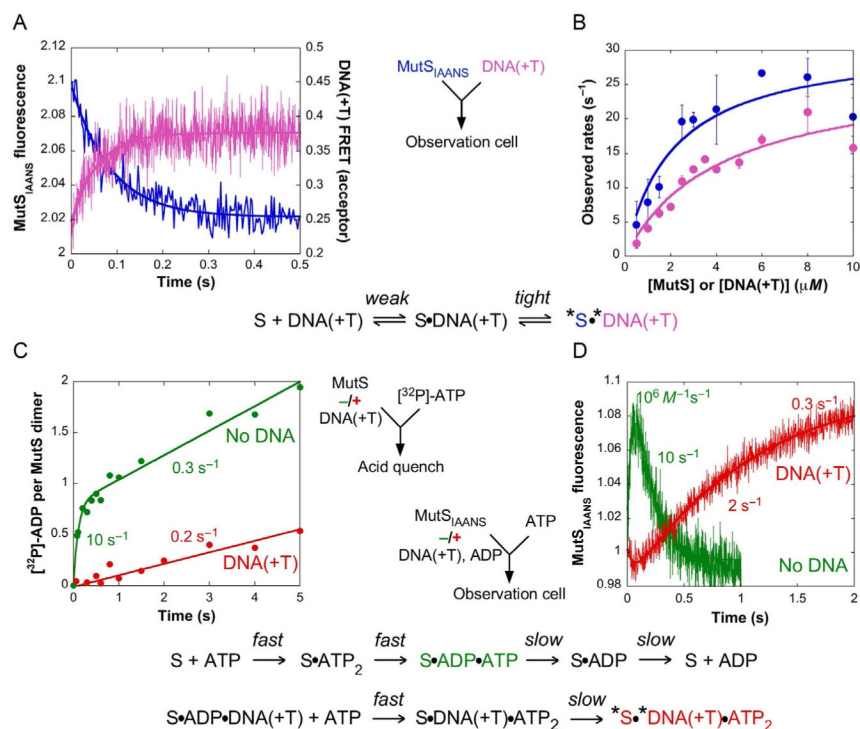 A
MutS_IAANS fluorescence
2.12
2.1
2.08
2.06
2.04
2.02
2
0.5
0.45
0.4
0.35
0.3
0.25
0.2
DNA(+T) FRET (acceptor)
0 0.1 0.2 0.3 0.4 0.5
Time (s)
MutS_IAANS DNA(+T)
Observation cell
B
Observed rates (s⁻¹)
35
30
25
20
15
10
5
0
0 2 4 6 8 10
[MutS] or [DNA(+T)] (μM)
weak tight
S + DNA(+T) ⇌ S•DNA(+T) ⇌ *S•*DNA(+T)
C
[³²P]-ADP per MutS dimer
2
1.5
1
0.5
0
No DNA
0.3 s⁻¹
10 s⁻¹
0.2 s⁻¹
DNA(+T)
0 1 2 3 4 5
Time (s)
MutS
–/+ [³²P]-ATP
DNA(+T)
Acid quench
MutS_IAANS
–/+ ATP
DNA(+T), ADP
Observation cell
D
MutS_IAANS fluorescence
1.1
1.08
1.06
1.04
1.02
1
0.98
10⁶ M⁻¹s⁻¹
0.3 s⁻¹
10 s⁻¹
DNA(+T)
2 s⁻¹
No DNA
0 0.5 1 1.5 2
Time (s)
fast fast slow slow
S + ATP → S•ATP₂ → S•ADP•ATP → S•ADP → S + ADP
fast slow
S•ADP•DNA(+T) + ATP → S•DNA(+T)•ATP₂ → *S•*DNA(+T)•ATP₂